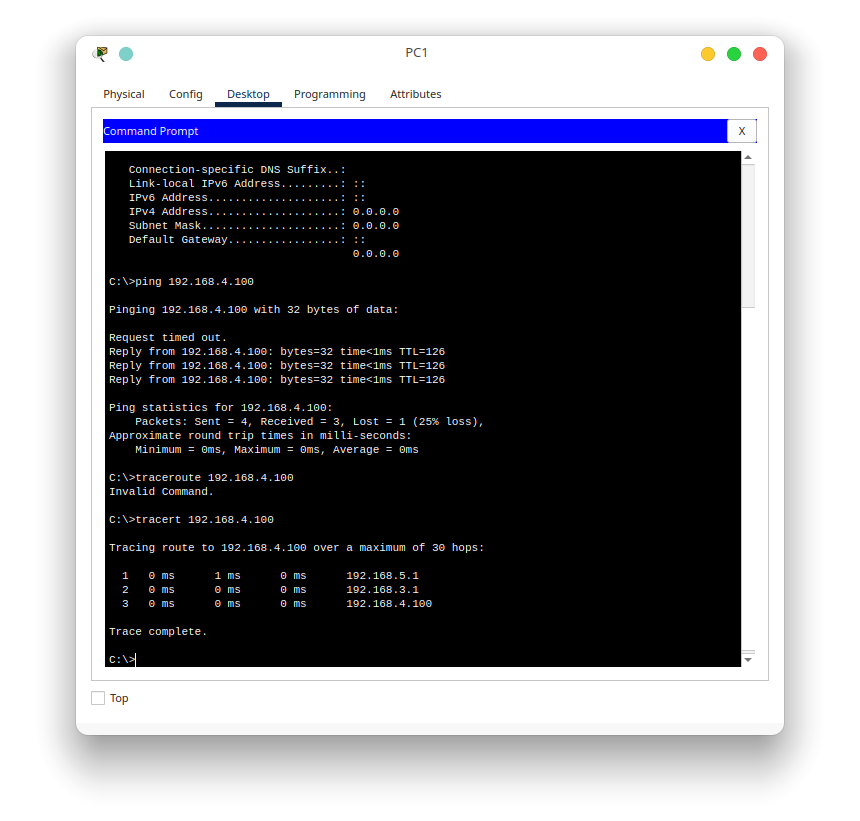 PC1
Physical Config Desktop Programming Attributes
Command Prompt X
Connection-specific DNS Suffix..:
Link-local IPv6 Address.........: ::
IPv6 Address....................: ::
IPv4 Address....................: 0.0.0.0
Subnet Mask.....................: 0.0.0.0
Default Gateway.................: ::
0.0.0.0
C:\>ping 192.168.4.100
Pinging 192.168.4.100 with 32 bytes of data:
Request timed out.
Reply from 192.168.4.100: bytes=32 time<1ms TTL=126
Reply from 192.168.4.100: bytes=32 time<1ms TTL=126
Reply from 192.168.4.100: bytes=32 time<1ms TTL=126
Ping statistics for 192.168.4.100:
Packets: Sent = 4, Received = 3, Lost = 1 (25% loss),
Approximate round trip times in milli-seconds:
Minimum = 0ms, Maximum = 0ms, Average = 0ms
C:\>traceroute 192.168.4.100
Invalid Command.
C:\>tracert 192.168.4.100
Tracing route to 192.168.4.100 over a maximum of 30 hops:
1 0 ms 1 ms 0 ms 192.168.5.1
2 0 ms 0 ms 0 ms 192.168.3.1
3 0 ms 0 ms 0 ms 192.168.4.100
Trace complete.
C:\>
Top